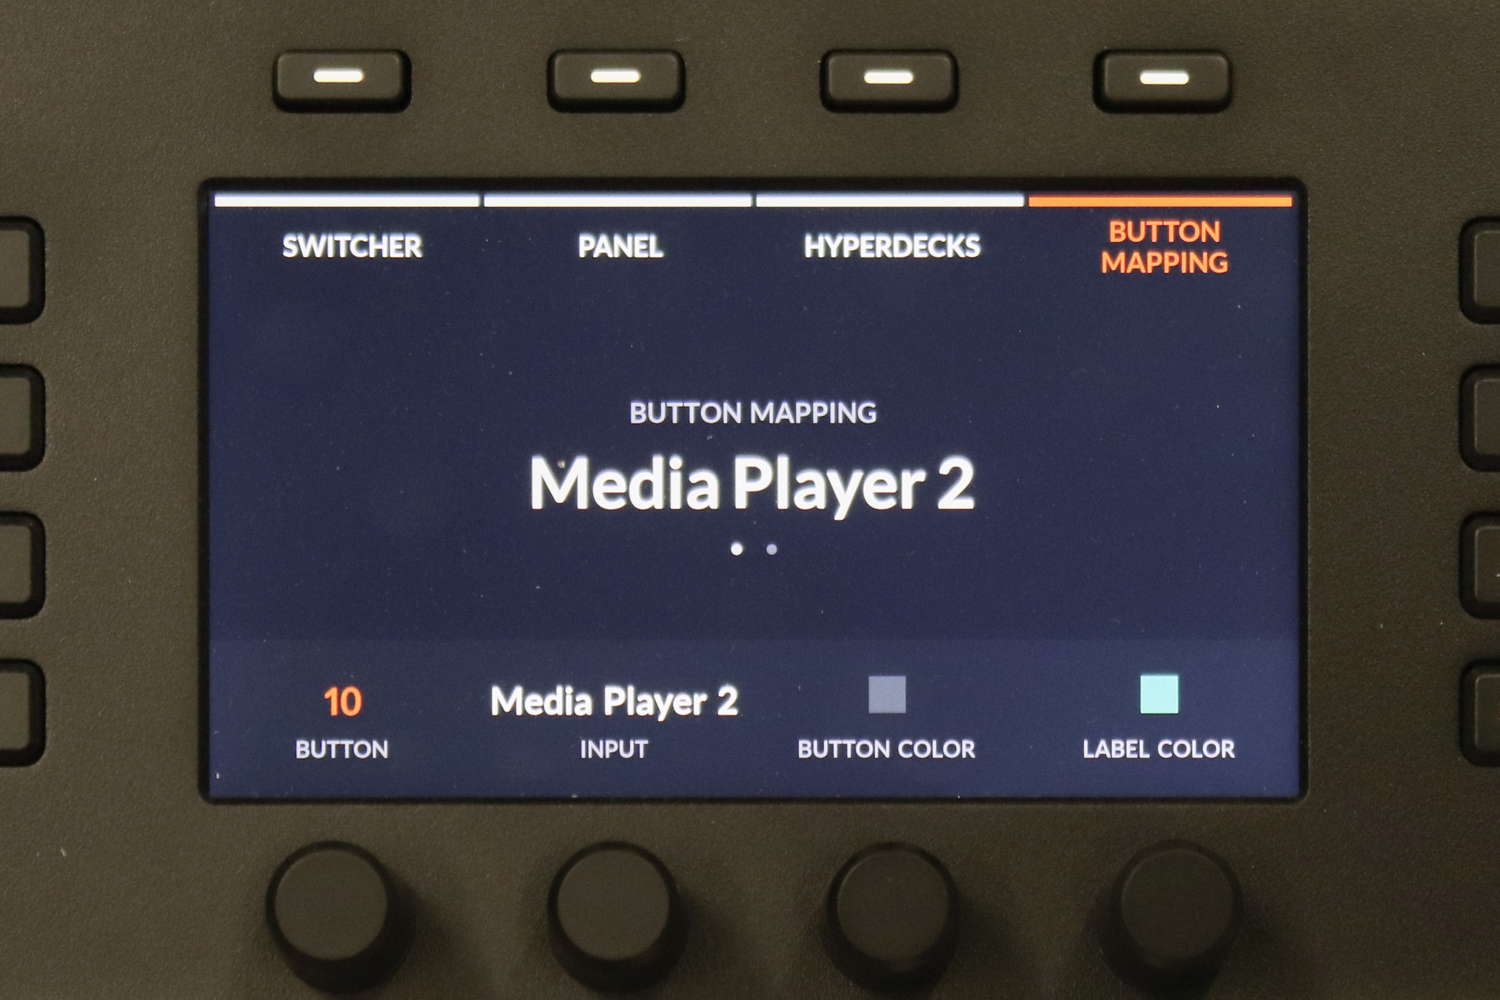 SWITCHER PANEL HYPERDECKS BUTTON
MAPPING
BUTTON MAPPING
Media Player 2
10 Media Player 2
BUTTON INPUT BUTTON COLOR LABEL COLOR